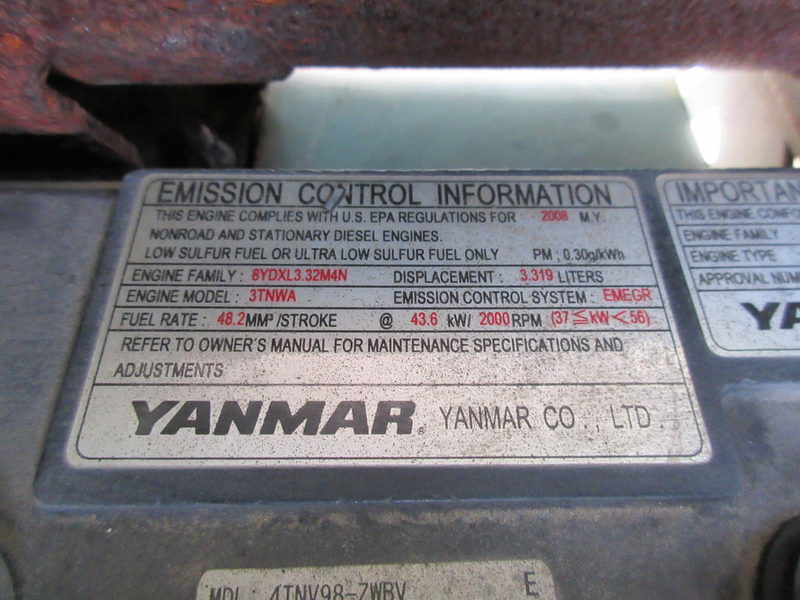 EMISSION CONTROL INFORMATION
THIS ENGINE COMPLIES WITH U.S. EPA REGULATIONS FOR 2008 M.Y.
NONROAD AND STATIONARY DIESEL ENGINES.
LOW SULFUR FUEL OR ULTRA LOW SULFUR FUEL ONLY PM : 0.30g/kWh
ENGINE FAMILY : 8YDXL3.32M4N DISPLACEMENT : 3.319 LITERS
ENGINE MODEL : 3TNWA EMISSION CONTROL SYSTEM : EMEGR
FUEL RATE : 48.2MM³/STROKE @ 43.6 kW/ 2000RPM (37≦kW<56)
REFER TO OWNER'S MANUAL FOR MAINTENANCE SPECIFICATIONS AND
ADJUSTMENTS
YANMAR® YANMAR CO., LTD.
IMPORTAN
THIS ENGINE CONFO
ENGINE FAMILY
ENGINE TYPE
APPROVAL NUMBER
YA
MDL: 4TNV98-ZWBV E